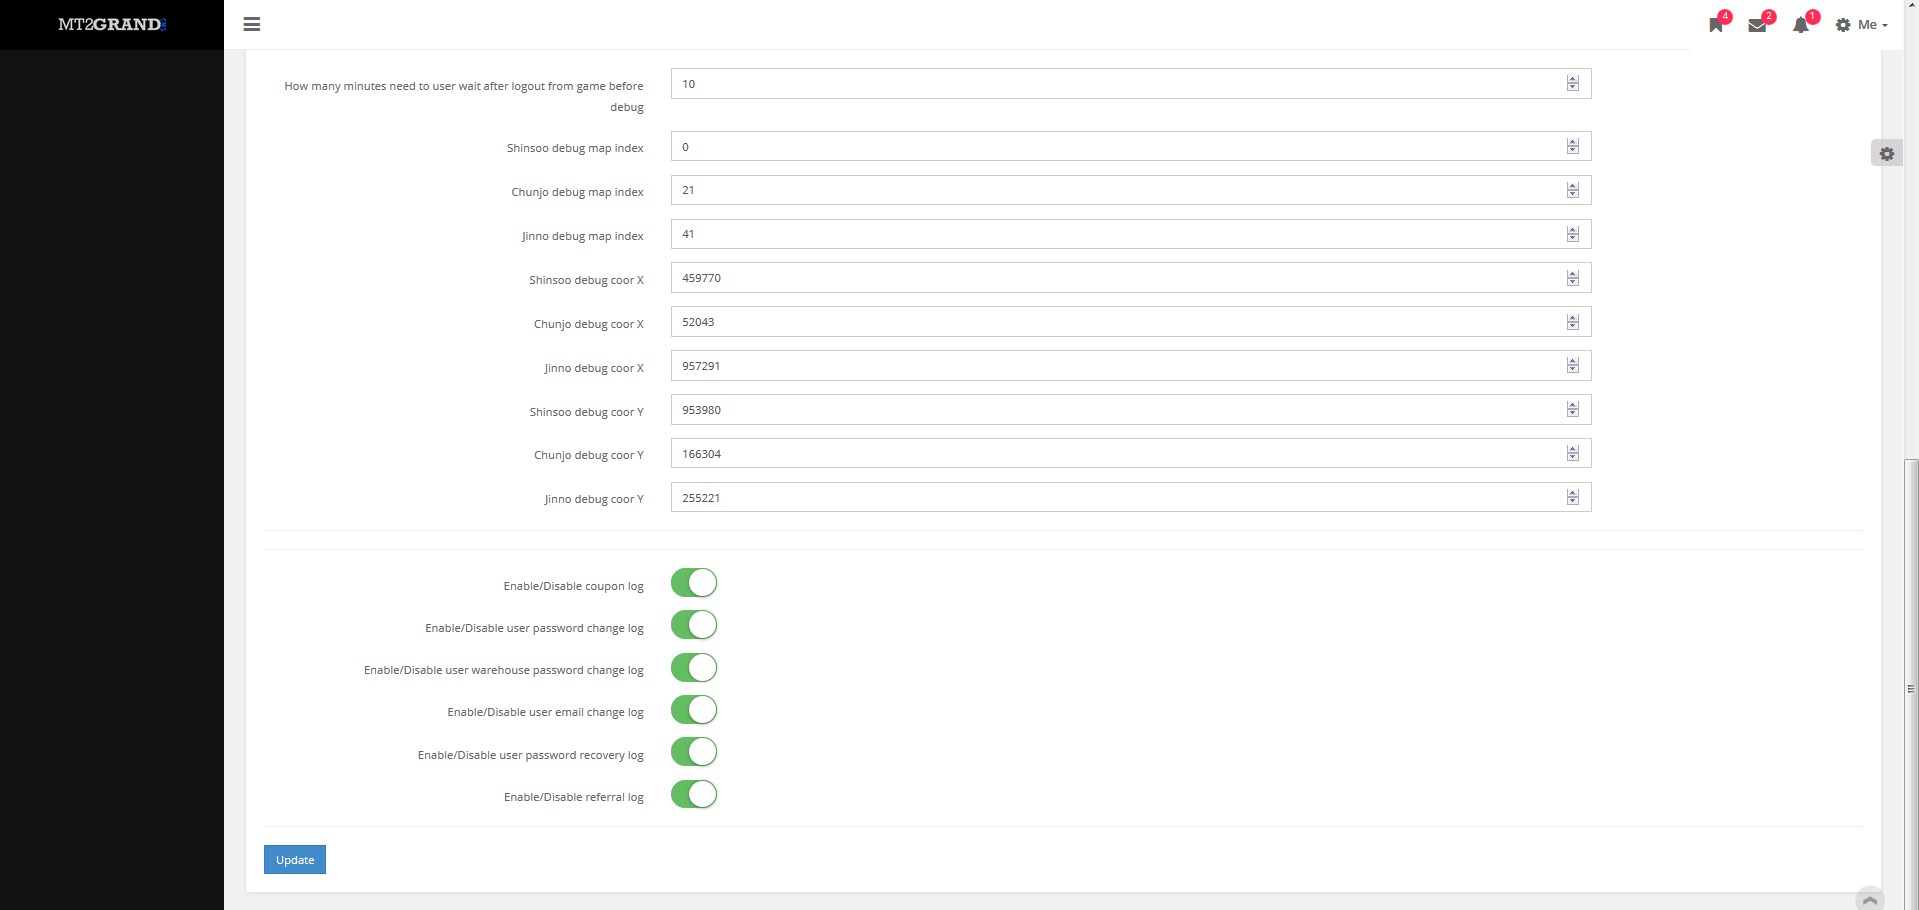 MT2GRAND
4
2
1
Me
How many minutes need to user wait after logout from game before
debug
10
Shinsoo debug map index
0
Chunjo debug map index
21
Jinno debug map index
41
Shinsoo debug coor X
459770
Chunjo debug coor X
52043
Jinno debug coor X
957291
Shinsoo debug coor Y
953980
Chunjo debug coor Y
166304
Jinno debug coor Y
255221
Enable/Disable coupon log
Enable/Disable user password change log
Enable/Disable user warehouse password change log
Enable/Disable user email change log
Enable/Disable user password recovery log
Enable/Disable referral log
Update